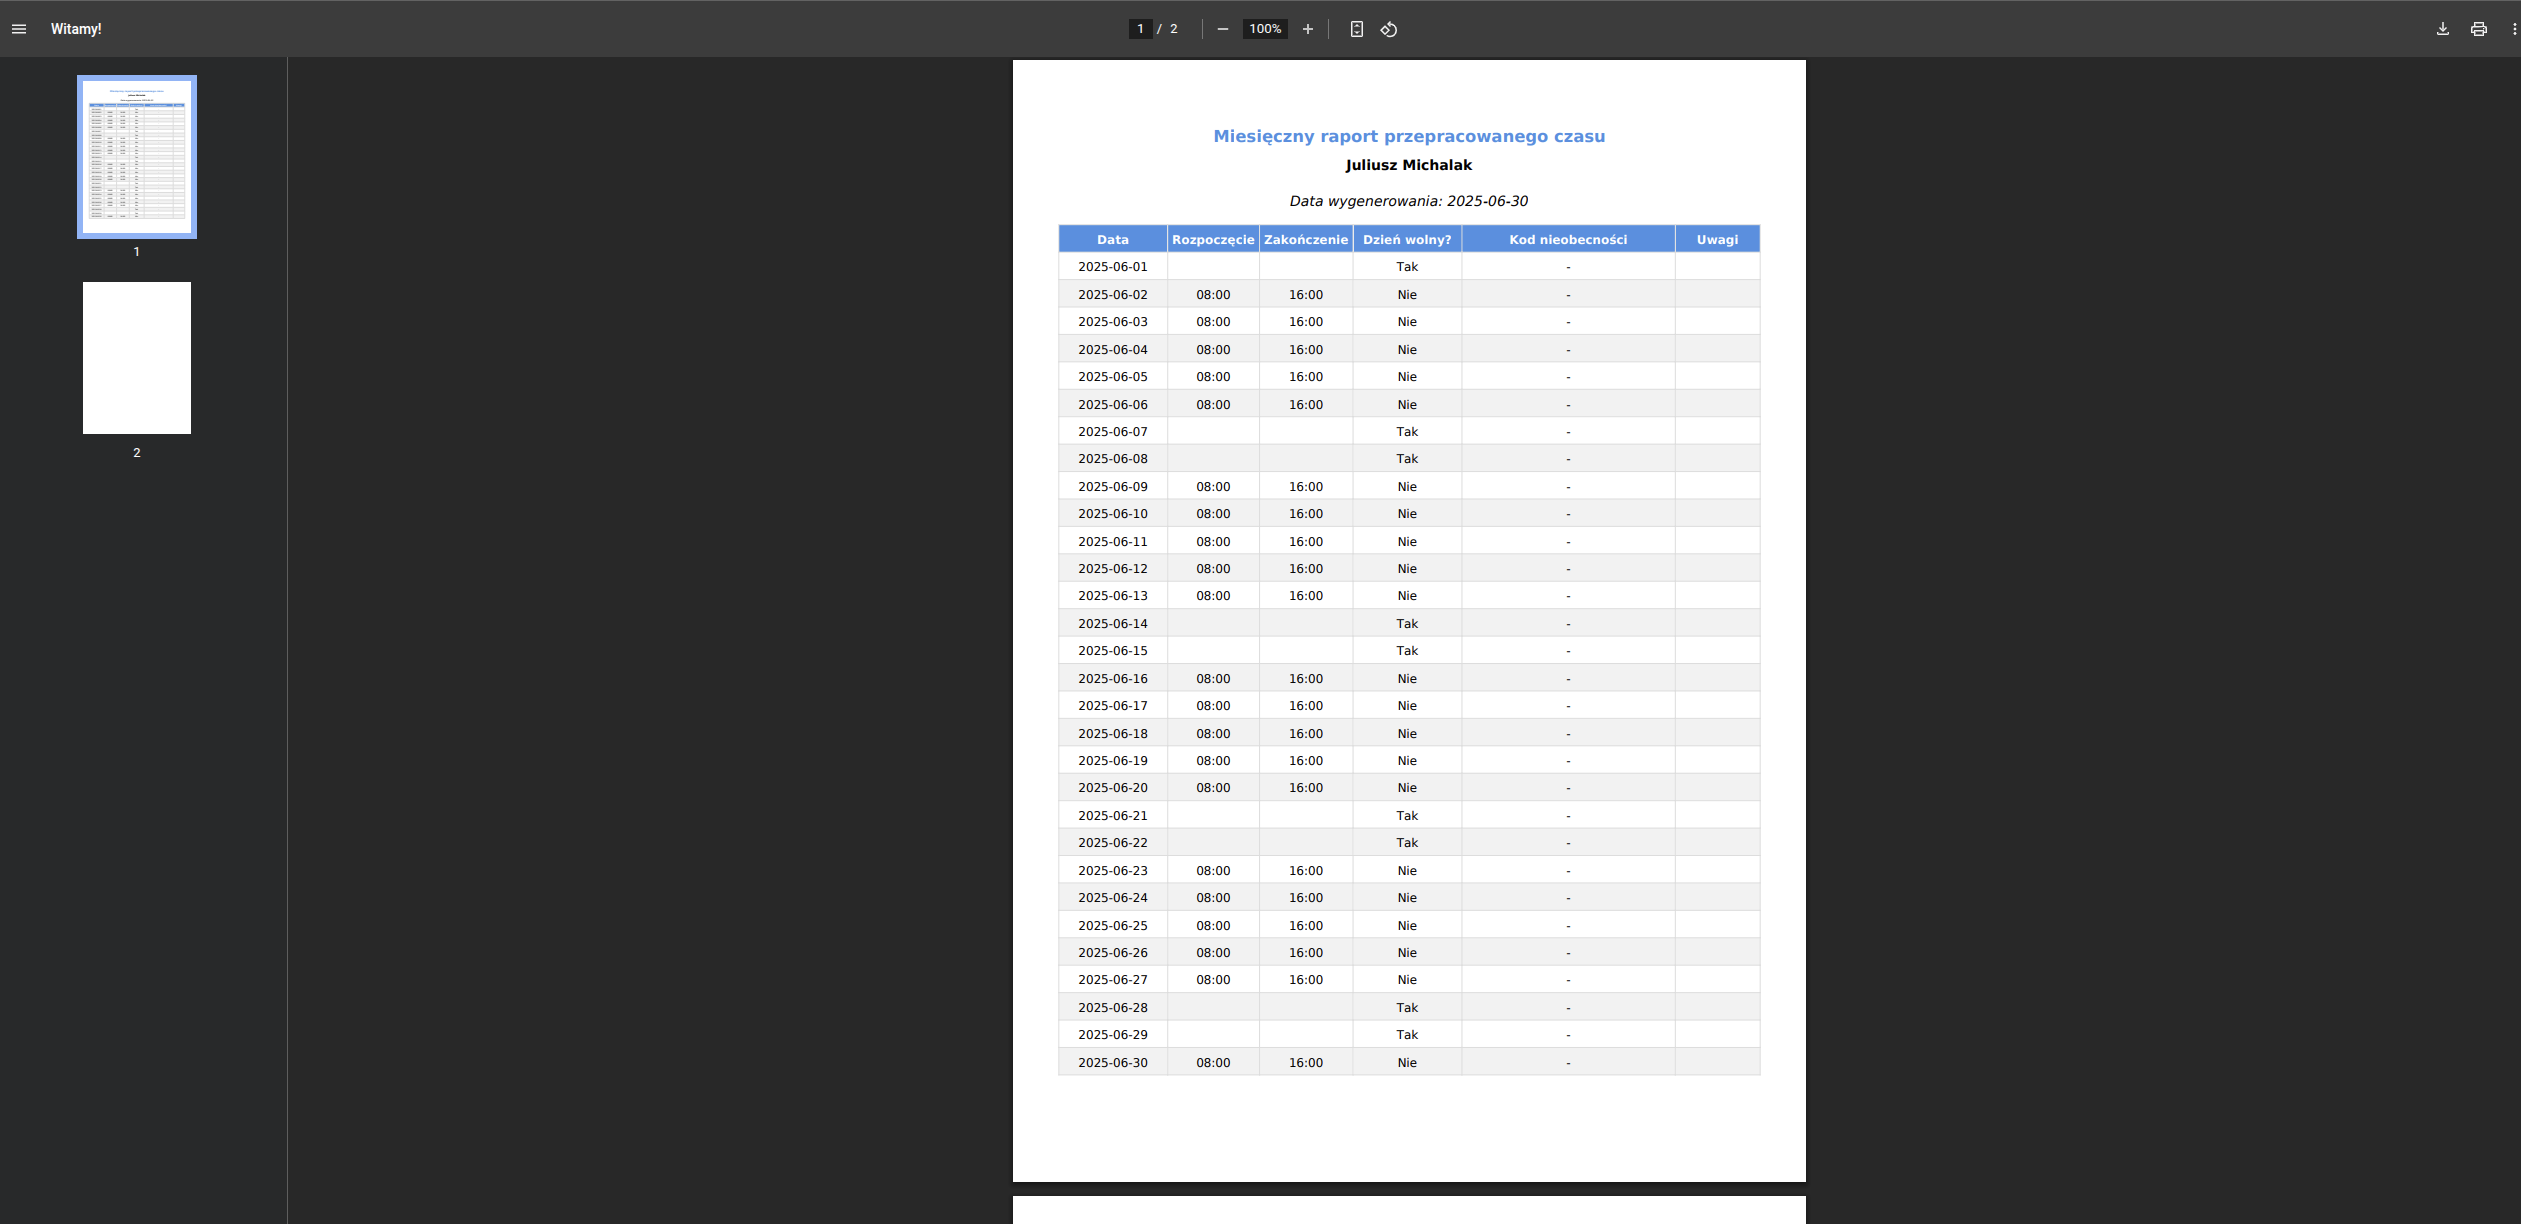 Witamy!
1 / 2
100%
1
2
Miesięczny raport przepracowanego czasu
Juliusz Michalak
Data wygenerowania: 2025-06-30
Data Rozpoczęcie Zakończenie Dzień wolny? Kod nieobecności Uwagi
2025-06-01 Tak -
2025-06-02 08:00 16:00 Nie -
2025-06-03 08:00 16:00 Nie -
2025-06-04 08:00 16:00 Nie -
2025-06-05 08:00 16:00 Nie -
2025-06-06 08:00 16:00 Nie -
2025-06-07 Tak -
2025-06-08 Tak -
2025-06-09 08:00 16:00 Nie -
2025-06-10 08:00 16:00 Nie -
2025-06-11 08:00 16:00 Nie -
2025-06-12 08:00 16:00 Nie -
2025-06-13 08:00 16:00 Nie -
2025-06-14 Tak -
2025-06-15 Tak -
2025-06-16 08:00 16:00 Nie -
2025-06-17 08:00 16:00 Nie -
2025-06-18 08:00 16:00 Nie -
2025-06-19 08:00 16:00 Nie -
2025-06-20 08:00 16:00 Nie -
2025-06-21 Tak -
2025-06-22 Tak -
2025-06-23 08:00 16:00 Nie -
2025-06-24 08:00 16:00 Nie -
2025-06-25 08:00 16:00 Nie -
2025-06-26 08:00 16:00 Nie -
2025-06-27 08:00 16:00 Nie -
2025-06-28 Tak -
2025-06-29 Tak -
2025-06-30 08:00 16:00 Nie -